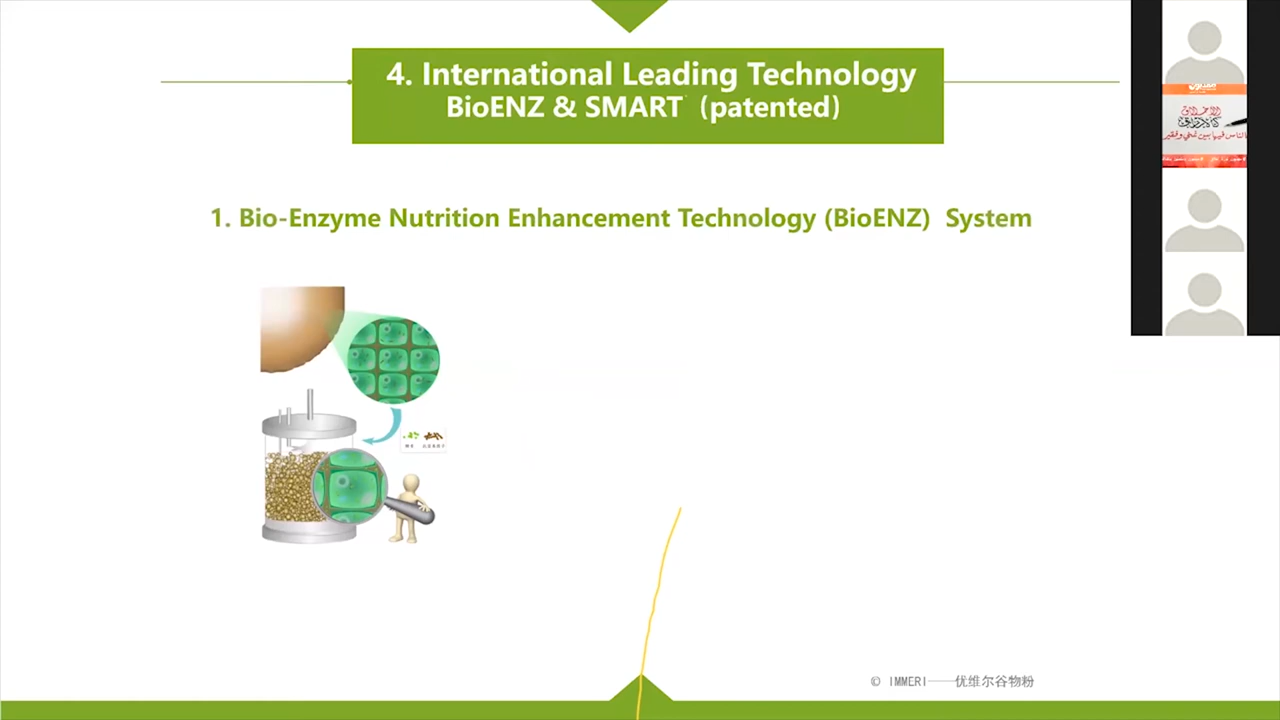 4. International Leading Technology
BioENZ & SMART (patented)
1. Bio-Enzyme Nutrition Enhancement Technology (BioENZ) System
© IMMERI——优维尔谷物粉